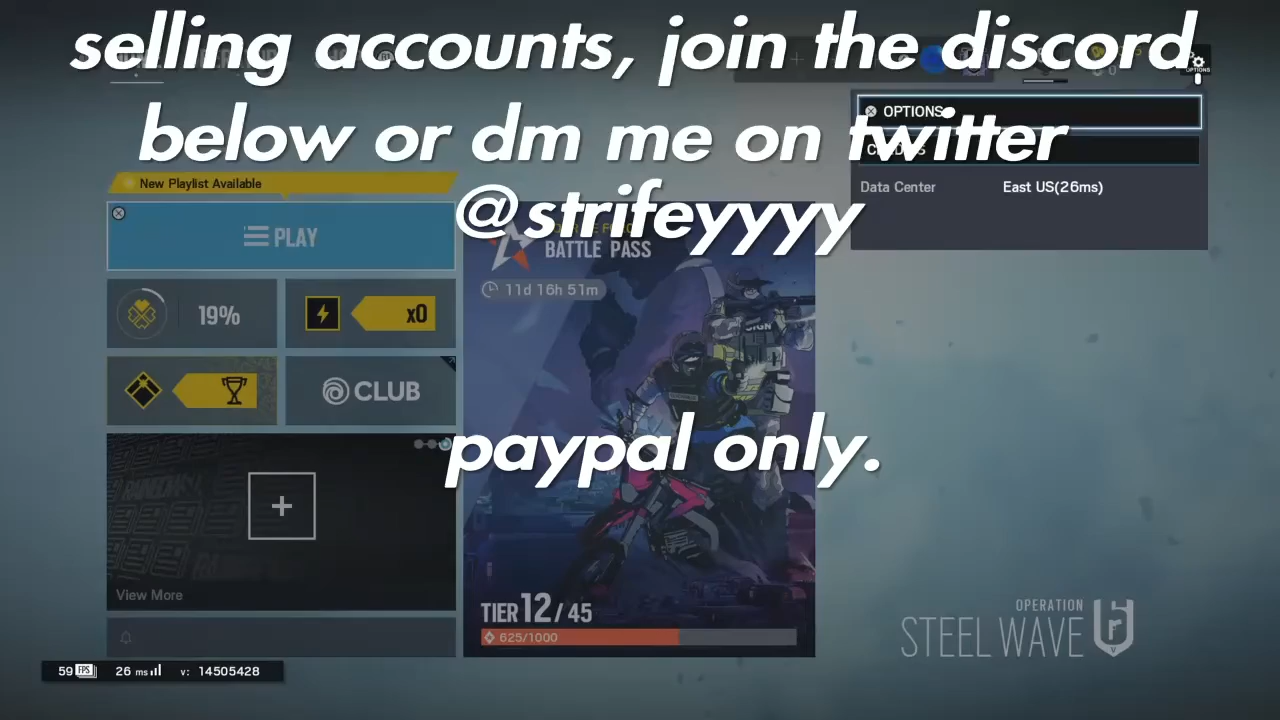 selling accounts, join the discord
below or dm me on twitter
@strifeyyyy
paypal only.
OPTIONS
OPTIONS
Data Center East US(26ms)
New Playlist Available
PLAY
BATTLE PASS
11d 16h 51m
19%
x0
CLUB
View More
TIER 12/45
625/1000
OPERATION
STEEL WAVE
59 FPS 26 ms v: 14505428